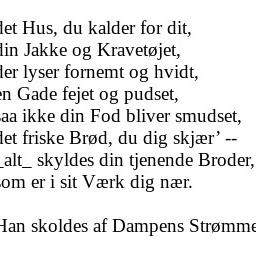 det Hus, du kalder for dit,
din Jakke og Kravetøjet,
der lyser fornemt og hvidt,
en Gade fejet og pudset,
saa ikke din Fod bliver smudset,
det friske Brød, du dig skjær’ --
_alt_ skyldes din tjenende Broder,
som er i sit Værk dig nær.
Han skoldes af Dampens Strømme